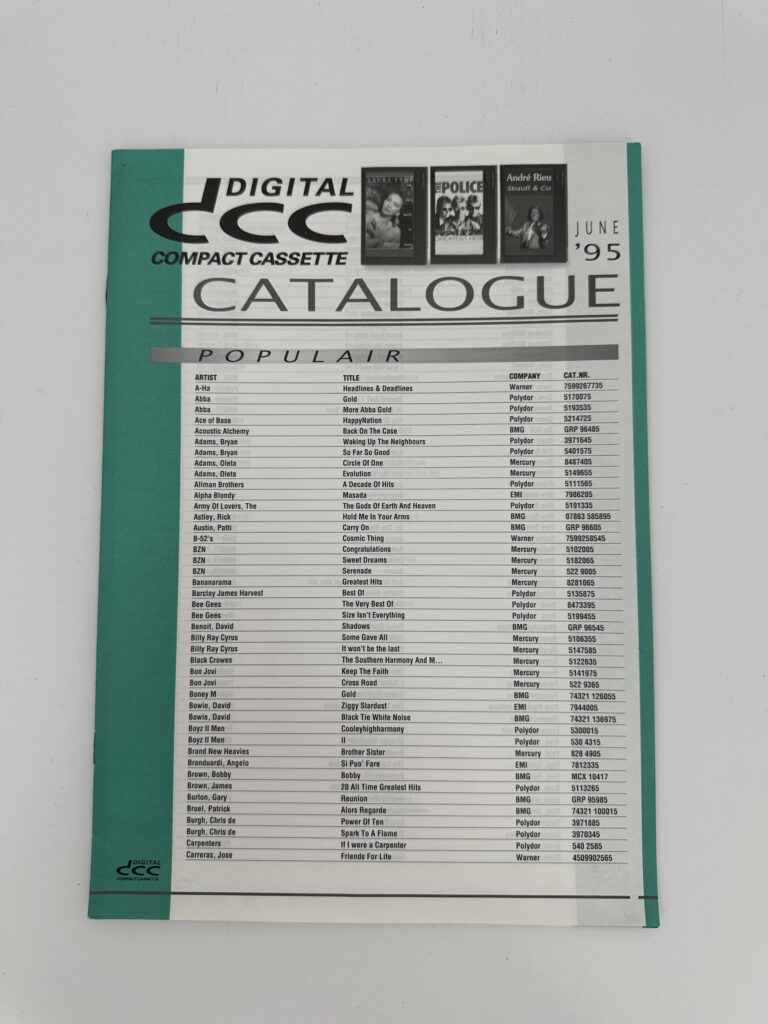 DIGITAL
dcc
COMPACT CASSETTE
THE POLICE
GREATEST HITS
André Rieu
Strauß & Co
JUNE
'95
CATALOGUE
POPULAIR
ARTIST TITLE COMPANY CAT.NR.
A-Ha Headlines & Deadlines Warner 7599267735
Abba Gold Polydor 5170075
Abba More Abba Gold Polydor 5193535
Ace of Base HappyNation Polydor 5214725
Acoustic Alchemy Back On The Case BMG GRP 96485
Adams, Bryan Waking Up The Neighbours Polydor 3971645
Adams, Bryan So Far So Good Polydor 5401575
Adams, Oleta Circle Of One Mercury 8487405
Adams, Oleta Evolution Mercury 5149655
Allman Brothers A Decade Of Hits Polydor 5111565
Alpha Blondy Masada EMI 7986205
Army Of Lovers, The The Gods Of Earth And Heaven Polydor 5191335
Astley, Rick Hold Me In Your Arms BMG 07863 585895
Austin, Patti Carry On BMG GRP 96605
B-52's Cosmic Thing Warner 7599258545
BZN Congratulations Mercury 5102005
BZN Sweet Dreams Mercury 5182065
BZN Serenade Mercury 522 9005
Bananarama Greatest Hits Mercury 8281065
Barclay James Harvest Best Of Polydor 5135875
Bee Gees The Very Best Of Polydor 8473395
Bee Gees Size Isn't Everything Polydor 5199455
Benoit, David Shadows BMG GRP 96545
Billy Ray Cyrus Some Gave All Mercury 5106355
Billy Ray Cyrus It won't be the last Mercury 5147585
Black Crowes The Southern Harmony And M... Mercury 5122635
Bon Jovi Keep The Faith Mercury 5141975
Bon Jovi Cross Road Mercury 522 9365
Boney M Gold BMG 74321 126055
Bowie, David Ziggy Stardust EMI 7944005
Bowie, David Black Tie White Noise BMG 74321 136975
Boyz II Men Cooleyhighharmony Polydor 5300015
Boyz II Men II Polydor 530 4315
Brand New Heavies Brother Sister Mercury 828 4905
Branduardi, Angelo Si Puo' Fare EMI 7812335
Brown, Bobby Bobby BMG MCX 10417
Brown, James 20 All Time Greatest Hits Polydor 5113265
Burton, Gary Reunion BMG GRP 95985
Bruel, Patrick Alors Regarde BMG 74321 100015
Burgh, Chris de Power Of Ten Polydor 3971885
Burgh, Chris de Spark To A Flame Polydor 3970345
Carpenters If I were a Carpenter Polydor 540 2585
Carreras, Jose Friends For Life Warner 4509902565
DIGITAL
dcc
COMPACT CASSETTE